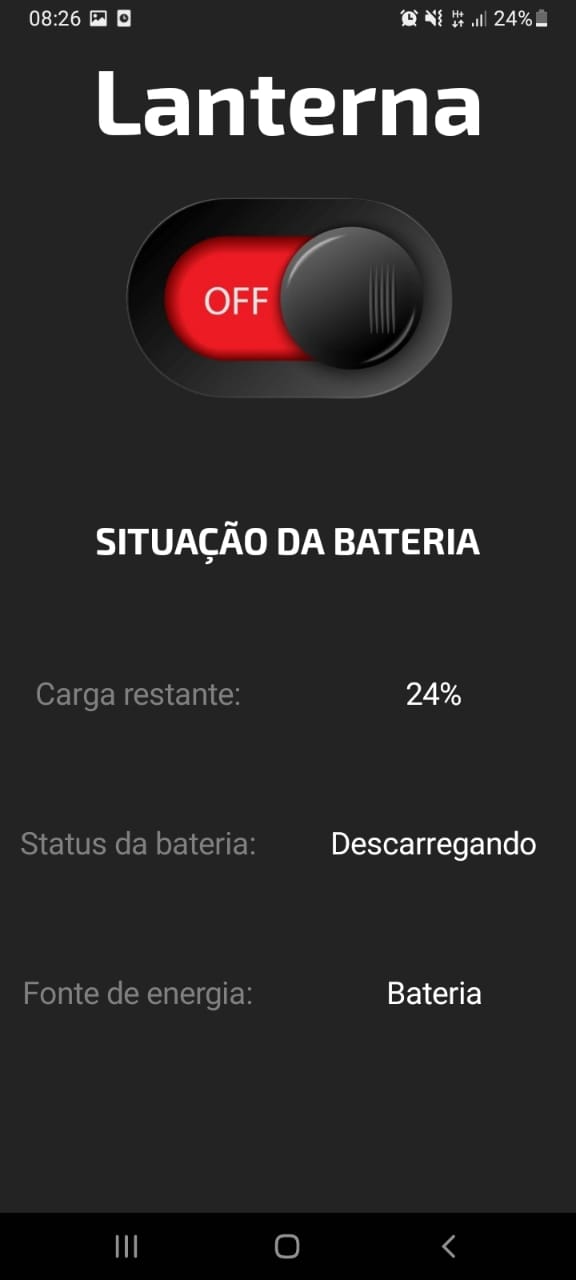 08:26 24%
Lanterna
OFF
SITUAÇÃO DA BATERIA
Carga restante: 24%
Status da bateria: Descarregando
Fonte de energia: Bateria